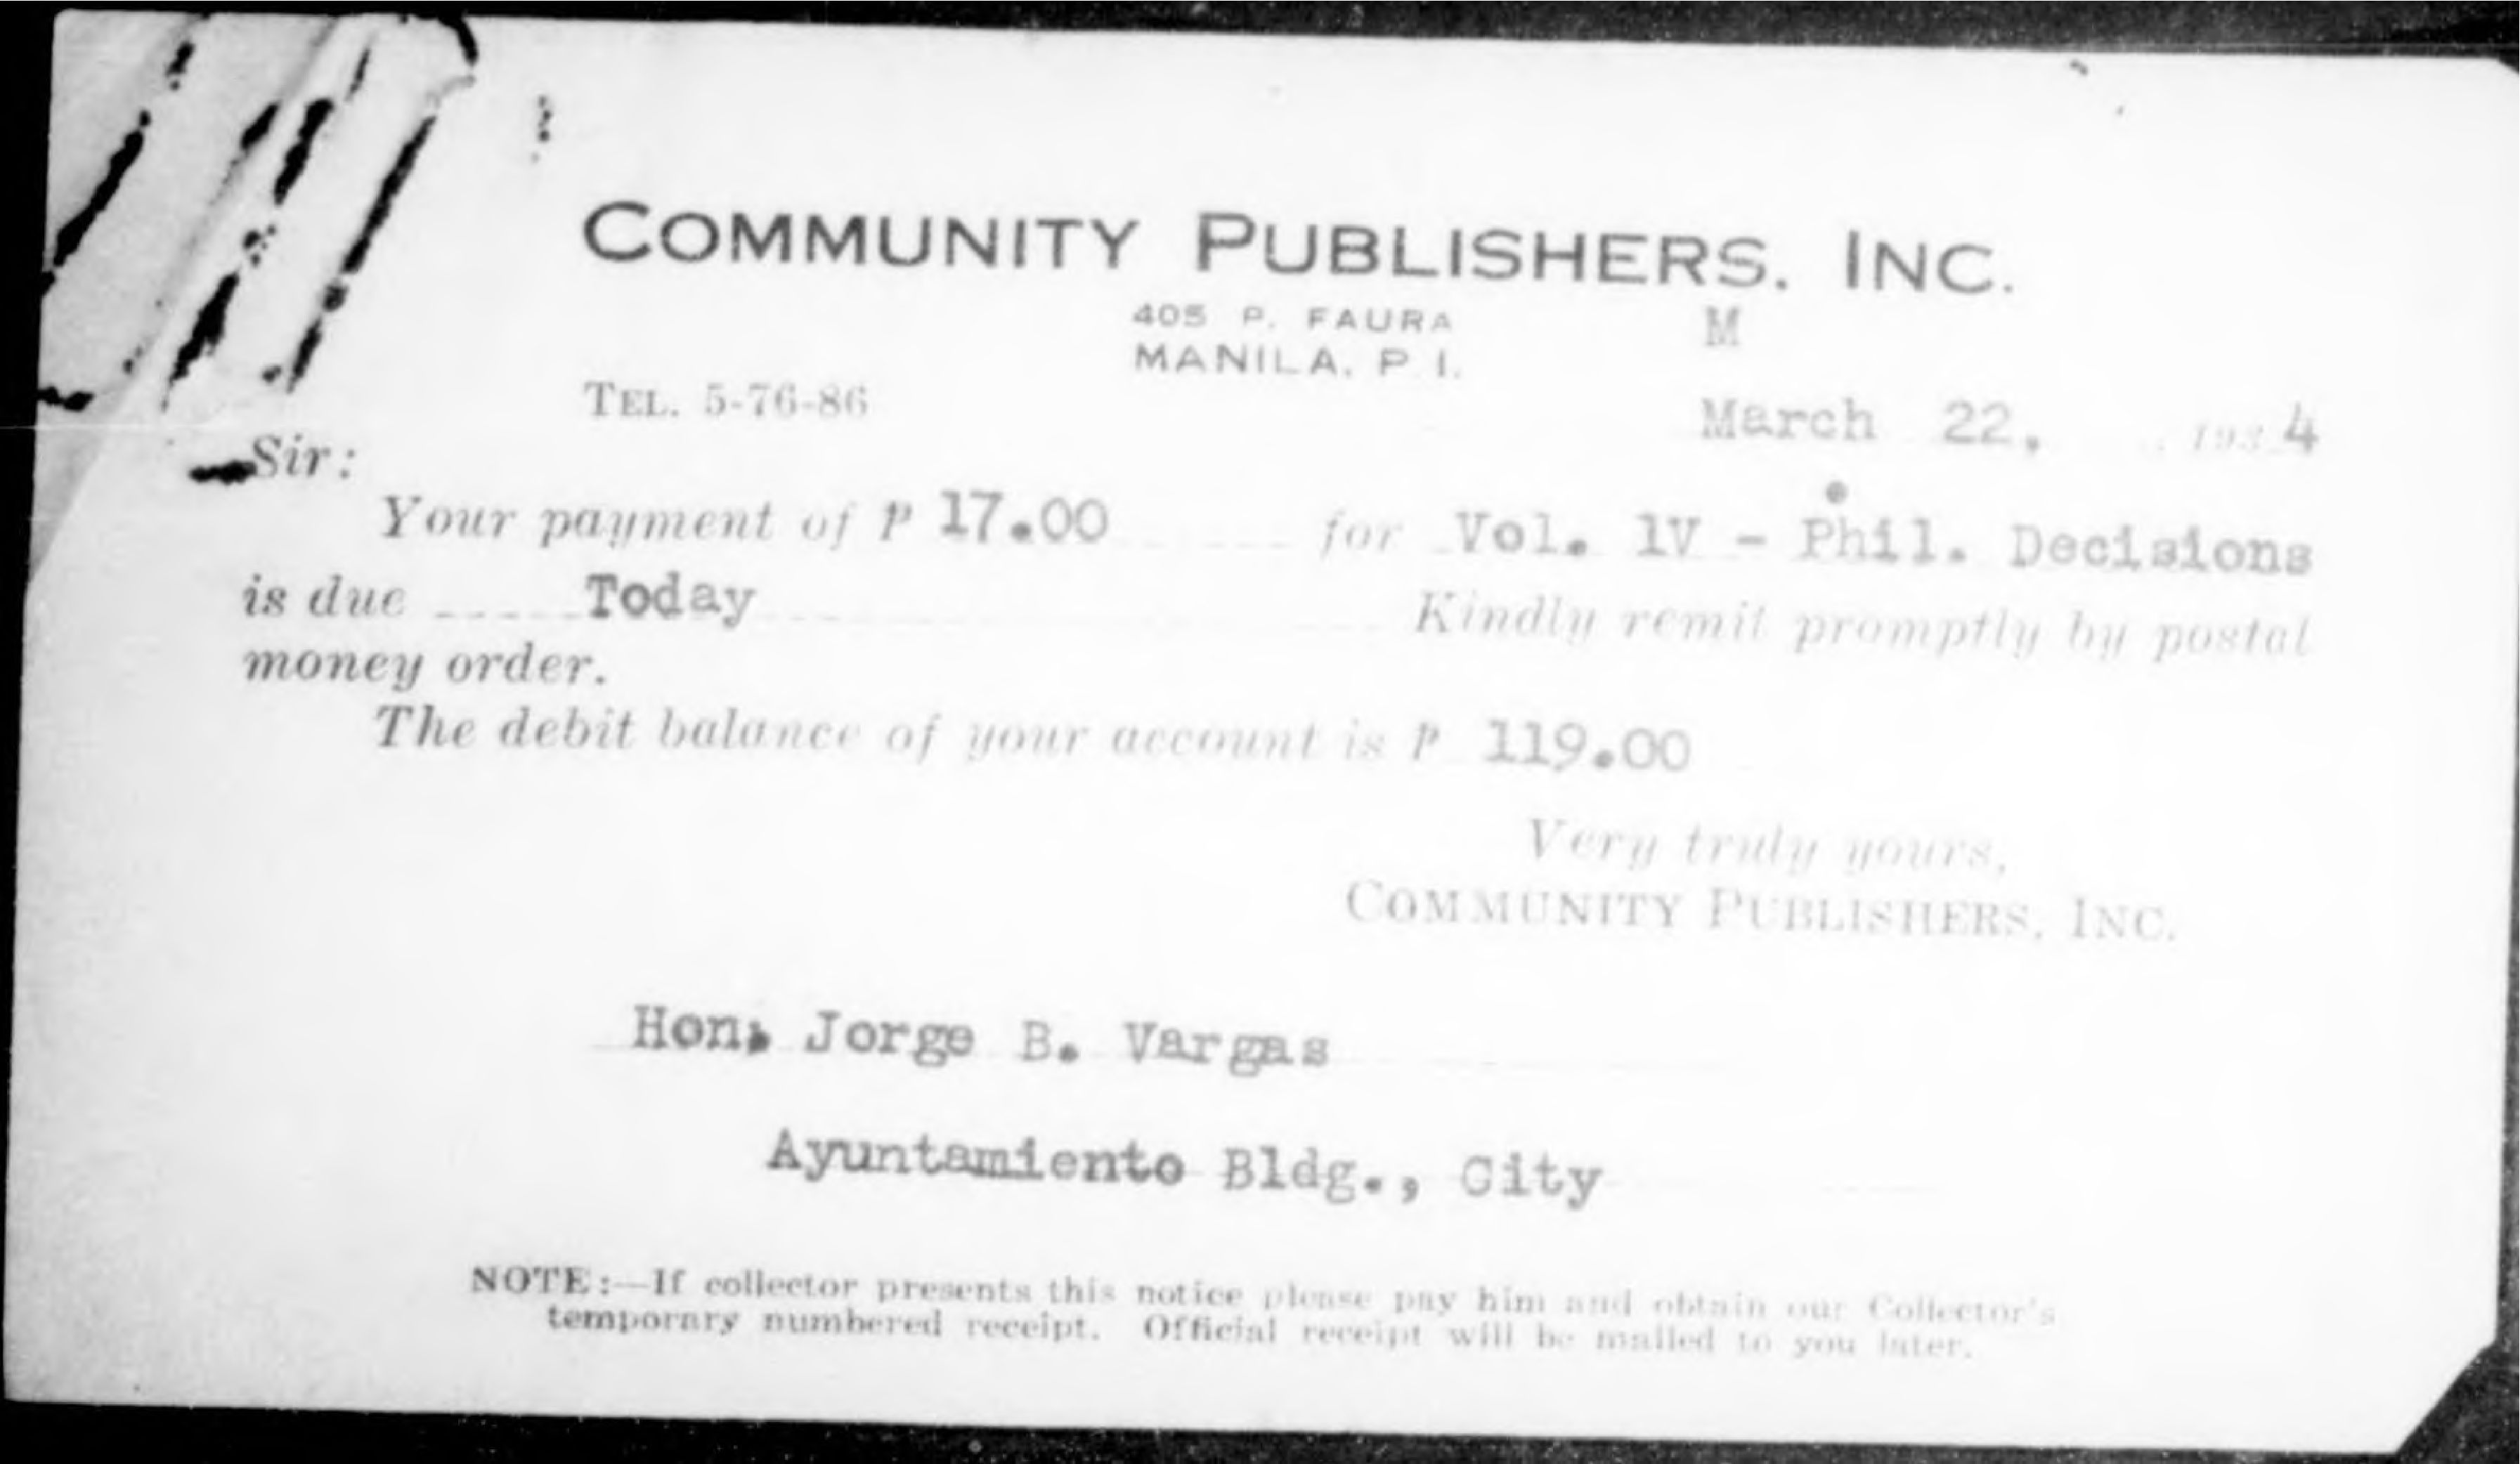 COMMUNITY PUBLISHERS, INC.
405 P. FAURA
MANILA, P. I.
M
TEL. 5-76-86
March 22, 1934
Sir:
Your payment of ₱ 17.00 for Vol. 1V - Phil. Decisions
is due Today Kindly remit promptly by postal
money order.
The debit balance of your account is ₱ 119.00
Very truly yours,
COMMUNITY PUBLISHERS, INC.
Hon. Jorge B. Vargas
Ayuntamiento Bldg., City
NOTE:—If collector presents this notice please pay him and obtain our Collector's
temporary numbered receipt. Official receipt will be mailed to you later.